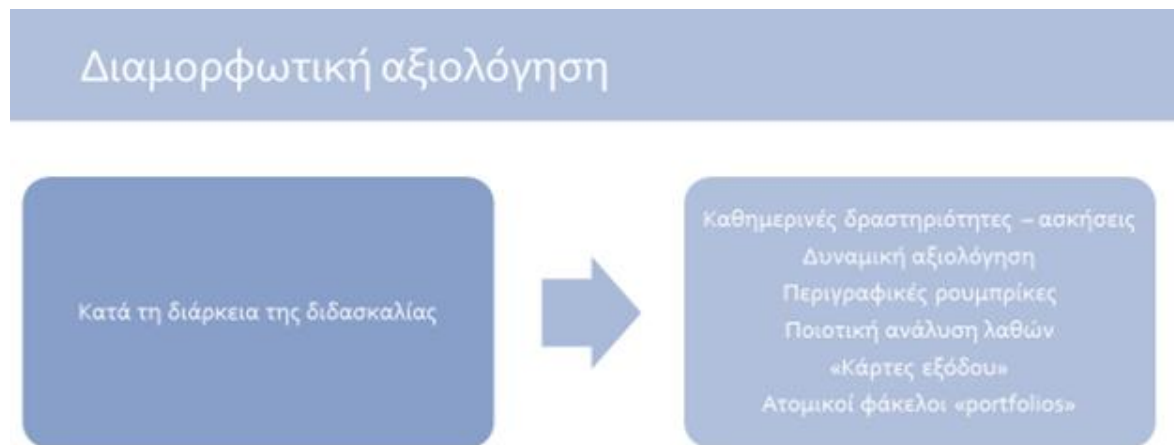 Διαμορφωτική αξιολόγηση
Κατά τη διάρκεια της διδασκαλίας
Καθημερινές δραστηριότητες – ασκήσεις
Δυναμική αξιολόγηση
Περιγραφικές ρουμπρίκες
Ποιοτική ανάλυση λαθών
«Κάρτες εξόδου»
Ατομικοί φάκελοι «portfolios»